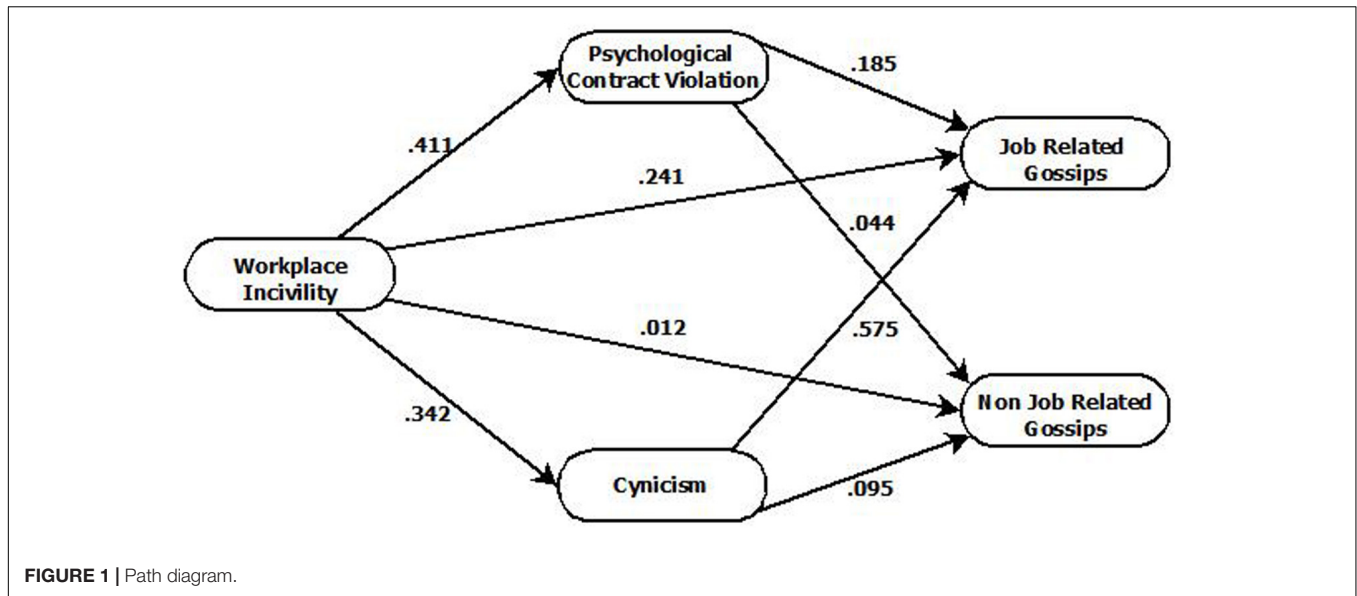 Psychological
Contract Violation
.185
.411
Job Related
Gossips
.241
.044
Workplace
Incivility
.012
.575
.342
Non Job Related
Gossips
Cynicism
.095
FIGURE 1 | Path diagram.